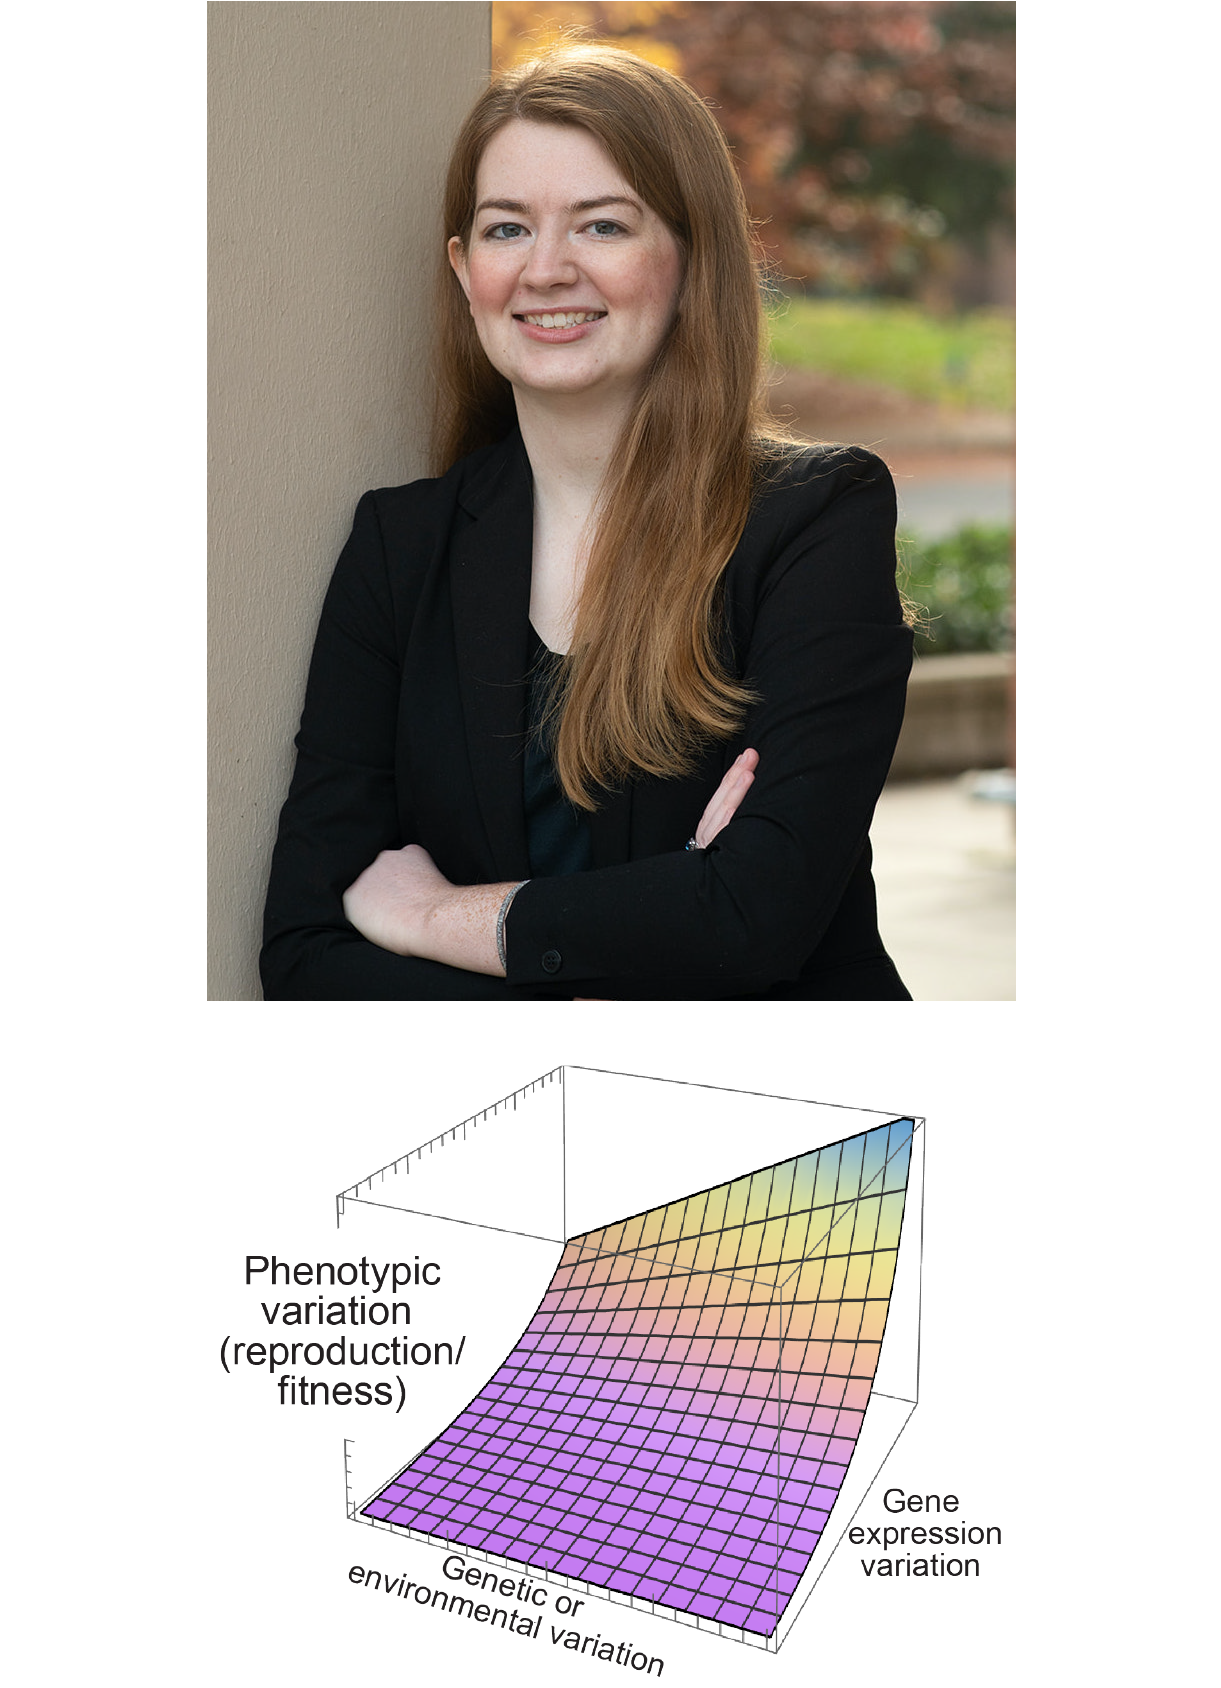 Phenotypic
variation
(reproduction/
fitness)
Gene
expression
variation
Genetic or
environmental variation